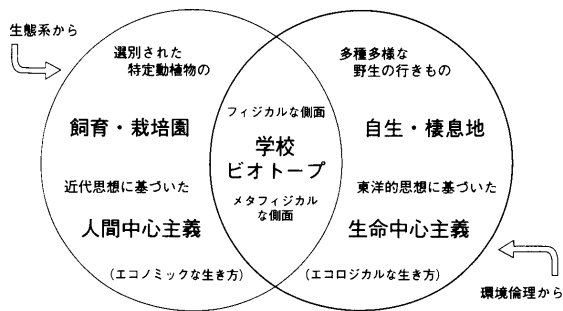 生態系から
選別された
特定動植物の
飼育・栽培園
近代思想に基づいた
人間中心主義
(エコノミックな生き方)
フィジカルな側面
学校
ビオトープ
メタフィジカル
な側面
多種多様な
野生の行きもの
自生・棲息地
東洋的思想に基づいた
生命中心主義
(エコロジカルな生き方)
環境倫理から